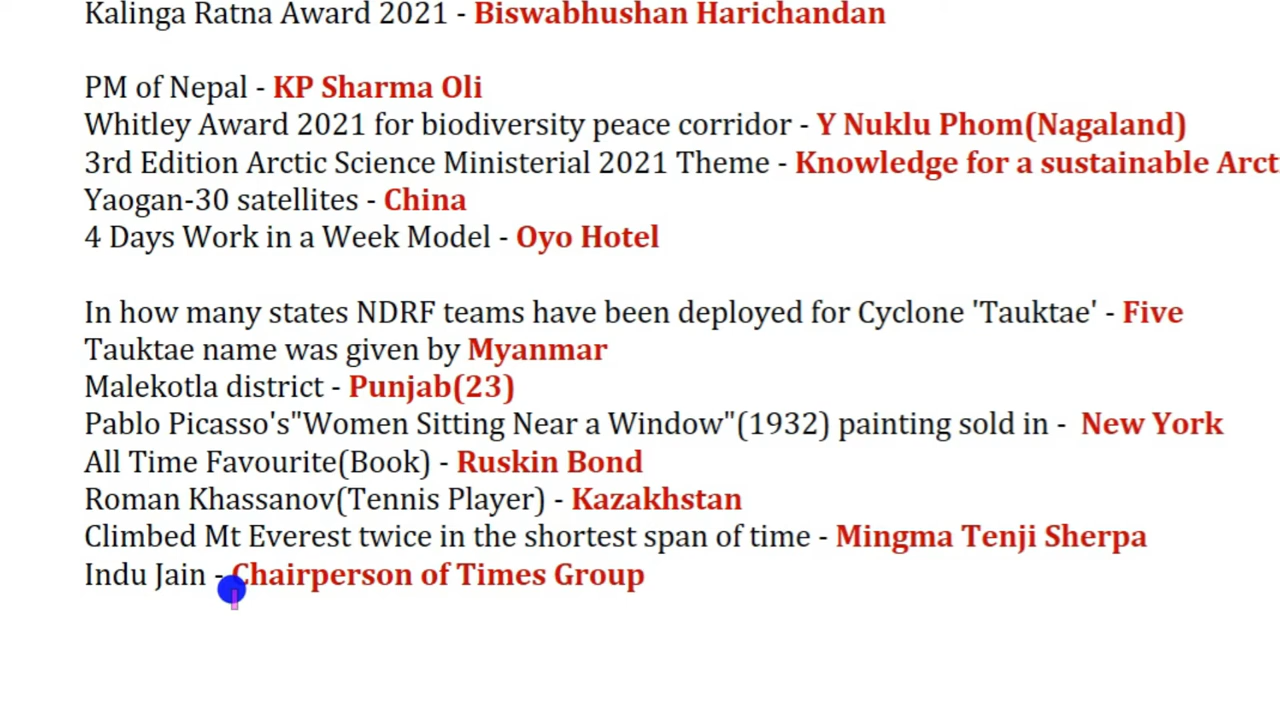 Kalinga Ratna Award 2021 - Biswabhushan Harichandan
PM of Nepal - KP Sharma Oli
Whitley Award 2021 for biodiversity peace corridor - Y Nuklu Phom(Nagaland)
3rd Edition Arctic Science Ministerial 2021 Theme - Knowledge for a sustainable Arct
Yaogan-30 satellites - China
4 Days Work in a Week Model - Oyo Hotel
In how many states NDRF teams have been deployed for Cyclone 'Tauktae' - Five
Tauktae name was given by Myanmar
Malekotla district - Punjab(23)
Pablo Picasso's"Women Sitting Near a Window"(1932) painting sold in - New York
All Time Favourite(Book) - Ruskin Bond
Roman Khassanov(Tennis Player) - Kazakhstan
Climbed Mt Everest twice in the shortest span of time - Mingma Tenji Sherpa
Indu Jain - Chairperson of Times Group